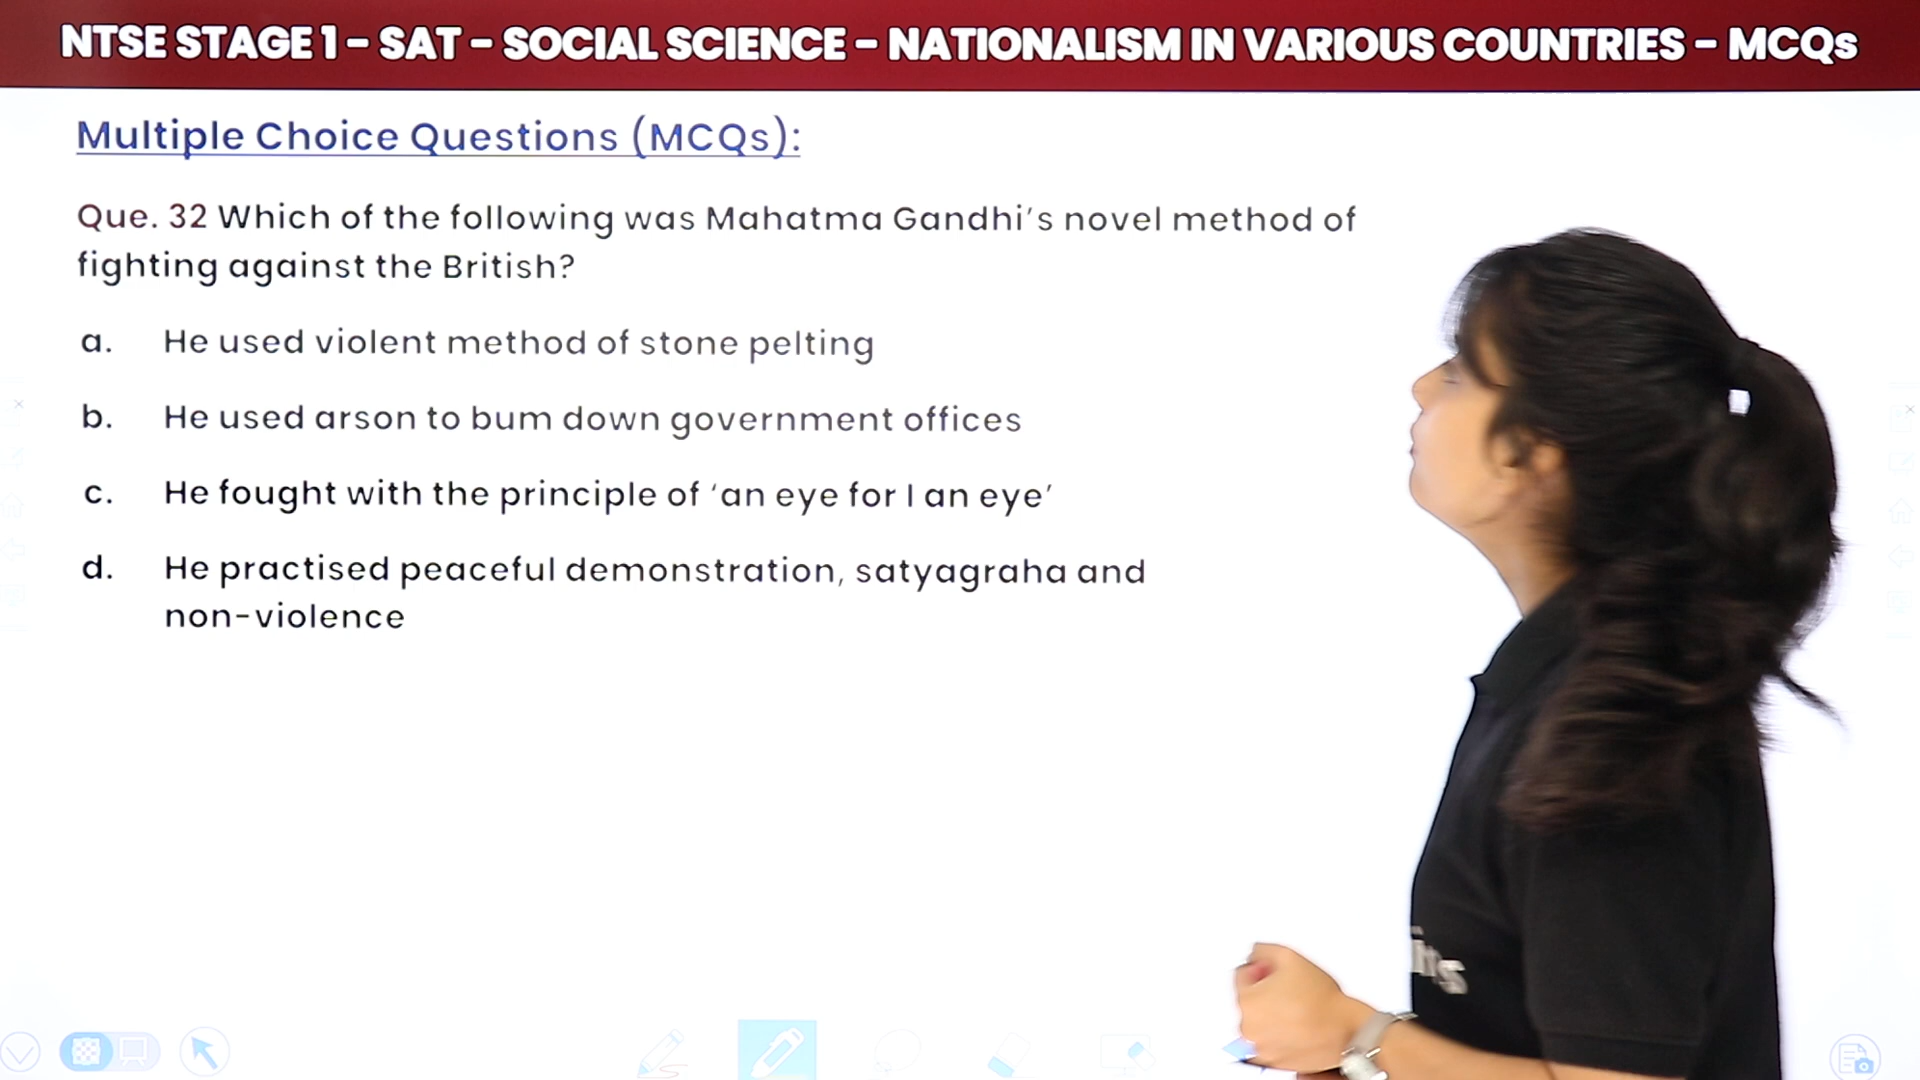 NTSE STAGE 1 - SAT - SOCIAL SCIENCE - NATIONALISM IN VARIOUS COUNTRIES - MCQs
Multiple Choice Questions (MCQs):
Que. 32 Which of the following was Mahatma Gandhi's novel method of
fighting against the British?
a. He used violent method of stone pelting
b. He used arson to bum down government offices
c. He fought with the principle of 'an eye for I an eye'
d. He practised peaceful demonstration, satyagraha and
non-violence